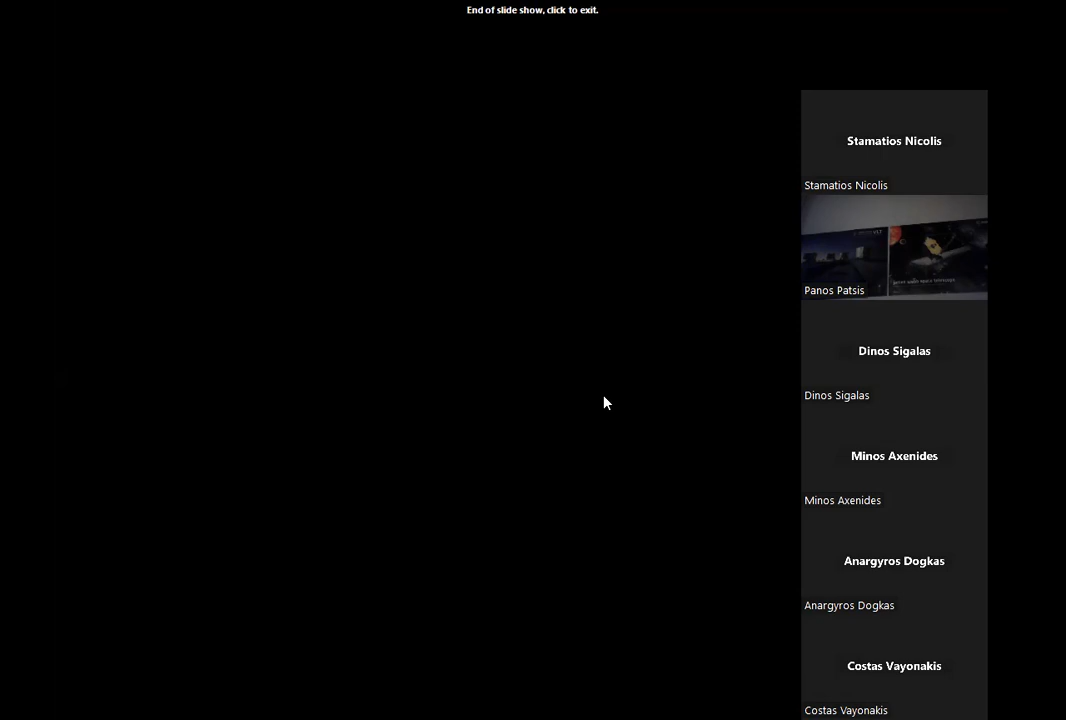 End of slide show, click to exit.
Stamatios Nicolis
Stamatios Nicolis
Panos Patsis
Dinos Sigalas
Dinos Sigalas
Minos Axenides
Minos Axenides
Anargyros Dogkas
Anargyros Dogkas
Costas Vayonakis
Costas Vayonakis